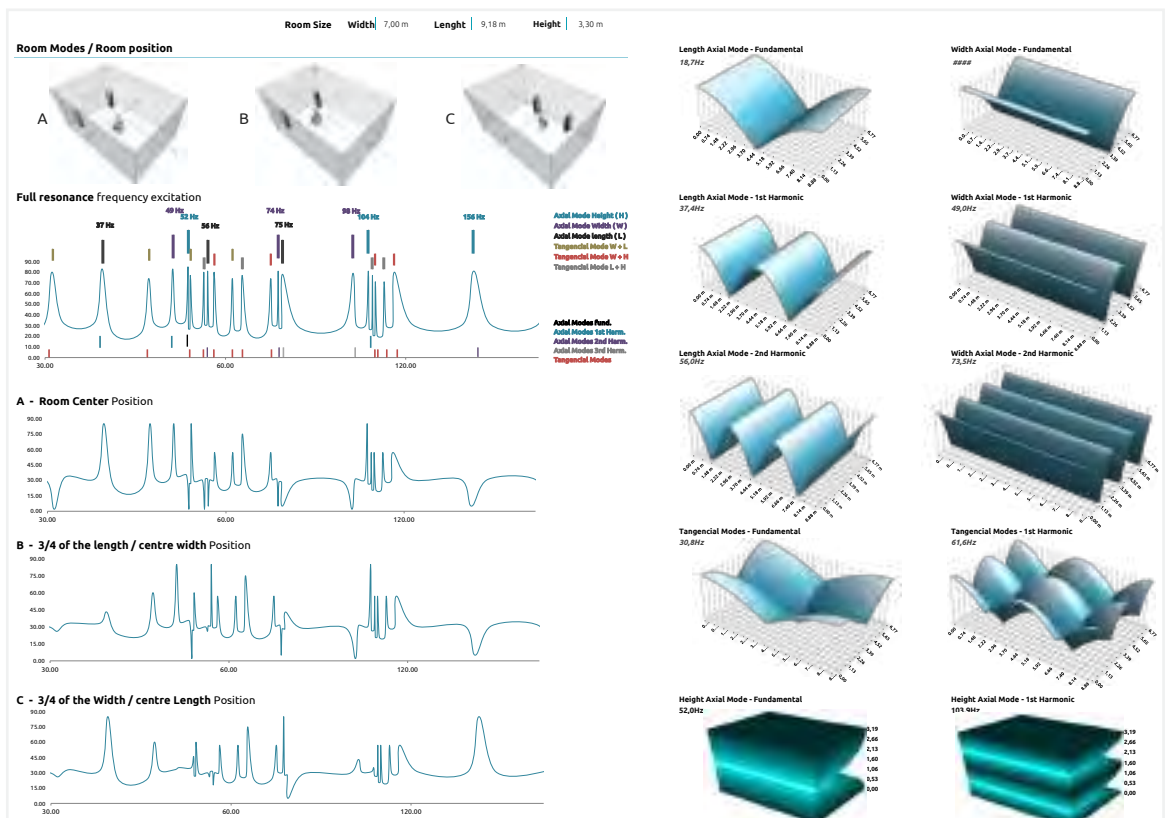 Room Size Width 7,00 m Lenght 9,18 m Height 3,30 m
Room Modes / Room position
A B C
Full resonance frequency excitation
37 Hz 49 Hz 52 Hz 56 Hz 74 Hz 75 Hz 98 Hz 104 Hz 156 Hz
Axial Mode Height ( H )
Axial Mode Width ( W )
Axial Mode length ( L )
Tangencial Mode W + L
Tangencial Mode W + H
Tangencial Mode L + H
90.00
80.00
70.00
60.00
50.00
40.00
30.00
20.00
10.00
0.00
30.00 60.00 120.00
Axial Modes Fund.
Axial Modes 1st Harm.
Axial Modes 2nd Harm.
Axial Modes 3rd Harm.
Tangencial Modes
A - Room Center Position
90.00
75.00
60.00
45.00
30.00
15.00
0.00
30.00 60.00 120.00
B - 3/4 of the length / centre width Position
90.00
75.00
60.00
45.00
30.00
15.00
0.00
30.00 60.00 120.00
C - 3/4 of the Width / centre Length Position
90.00
75.00
60.00
45.00
30.00
15.00
0.00
30.00 60.00 120.00
Length Axial Mode - Fundamental
18,7Hz
Width Axial Mode - Fundamental
####
Length Axial Mode - 1st Harmonic
37,4Hz
Width Axial Mode - 1st Harmonic
49,0Hz
Length Axial Mode - 2nd Harmonic
56,0Hz
Width Axial Mode - 2nd Harmonic
73,5Hz
Tangencial Modes - Fundamental
30,8Hz
Tangencial Modes - 1st Harmonic
61,6Hz
Height Axial Mode - Fundamental
52,0Hz
3,19
2,66
2,13
1,60
1,06
0,53
0,00
Height Axial Mode - 1st Harmonic
103,9Hz
3,19
2,66
2,13
1,60
1,06
0,53
0,00